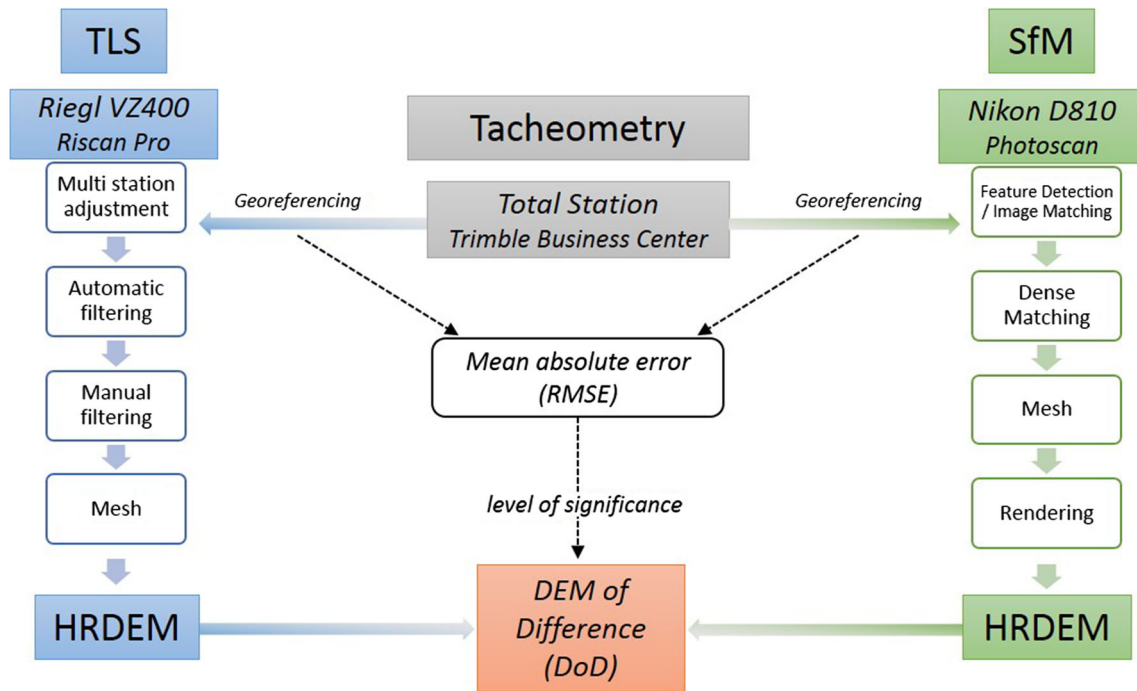 TLS
SfM
Riegl VZ400
Riscan Pro
Tacheometry
Nikon D810
Photoscan
Multi station
adjustment
Georeferencing
Total Station
Trimble Business Center
Georeferencing
Feature Detection
/ Image Matching
Automatic
filtering
Dense
Matching
Mean absolute error
(RMSE)
Manual
filtering
Mesh
Mesh
level of significance
Rendering
HRDEM
DEM of
Difference
(DoD)
HRDEM